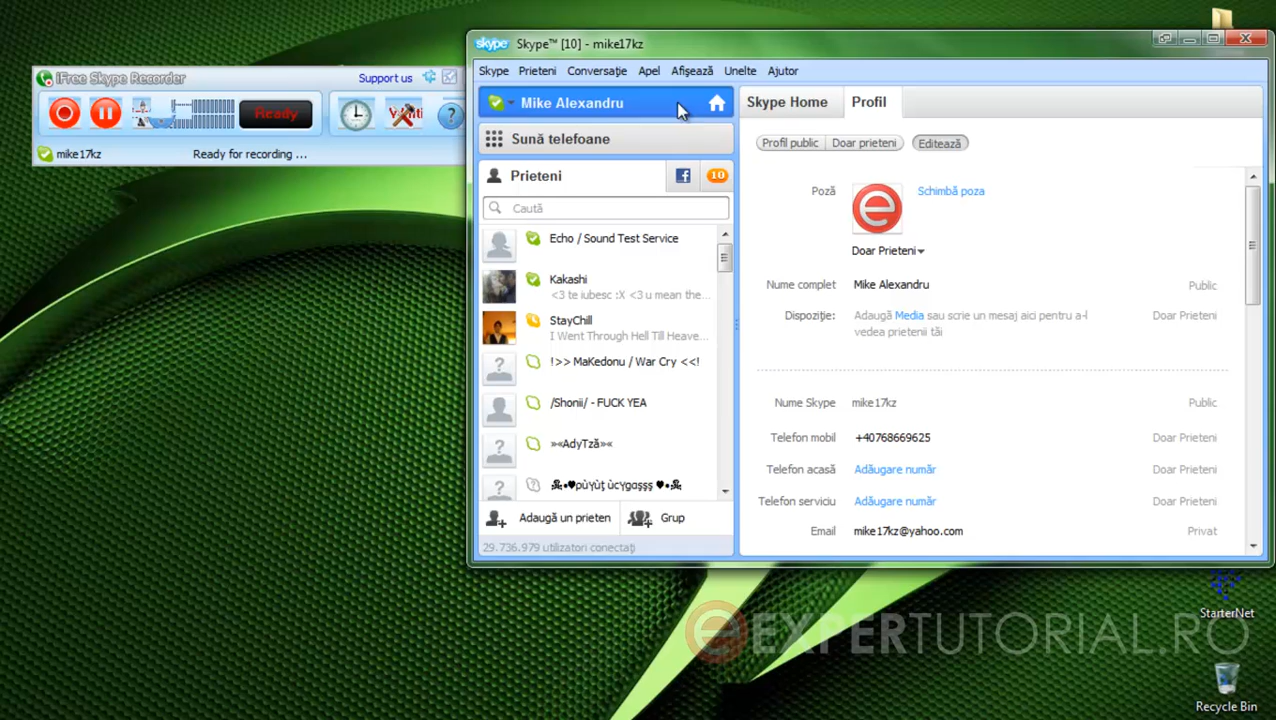 iFree Skype Recorder
Support us
Ready
?
mike17kz
Ready for recording ...
skype Skype™ [10] - mike17kz
Skype Prieteni Conversaţie Apel Afişează Unelte Ajutor
Mike Alexandru
Sună telefoane
Prieteni
f
10
Caută
Echo / Sound Test Service
Kakashi
<3 te iubesc :X <3 u mean the...
StayChill
I Went Through Hell Till Heave...
!>> MaKedonu / War Cry <<!
/Shonii/ - FUCK YEA
»«AdyTză»«
Adaugă un prieten
Grup
29.736.979 utilizatori conectaţi
Skype Home Profil
Profil public Doar prieteni Editează
Poză
Schimbă poza
Doar Prieteni
Nume complet Mike Alexandru Public
Dispoziţie: Adaugă Media sau scrie un mesaj aici pentru a-l Doar Prieteni
vedea prietenii tăi
Nume Skype mike17kz Public
Telefon mobil +40768669625 Doar Prieteni
Telefon acasă Adăugare număr Doar Prieteni
Telefon serviciu Adăugare număr Doar Prieteni
Email mike17kz@yahoo.com Privat
StarterNet
EXPERTUTORIAL.RO
Recycle Bin